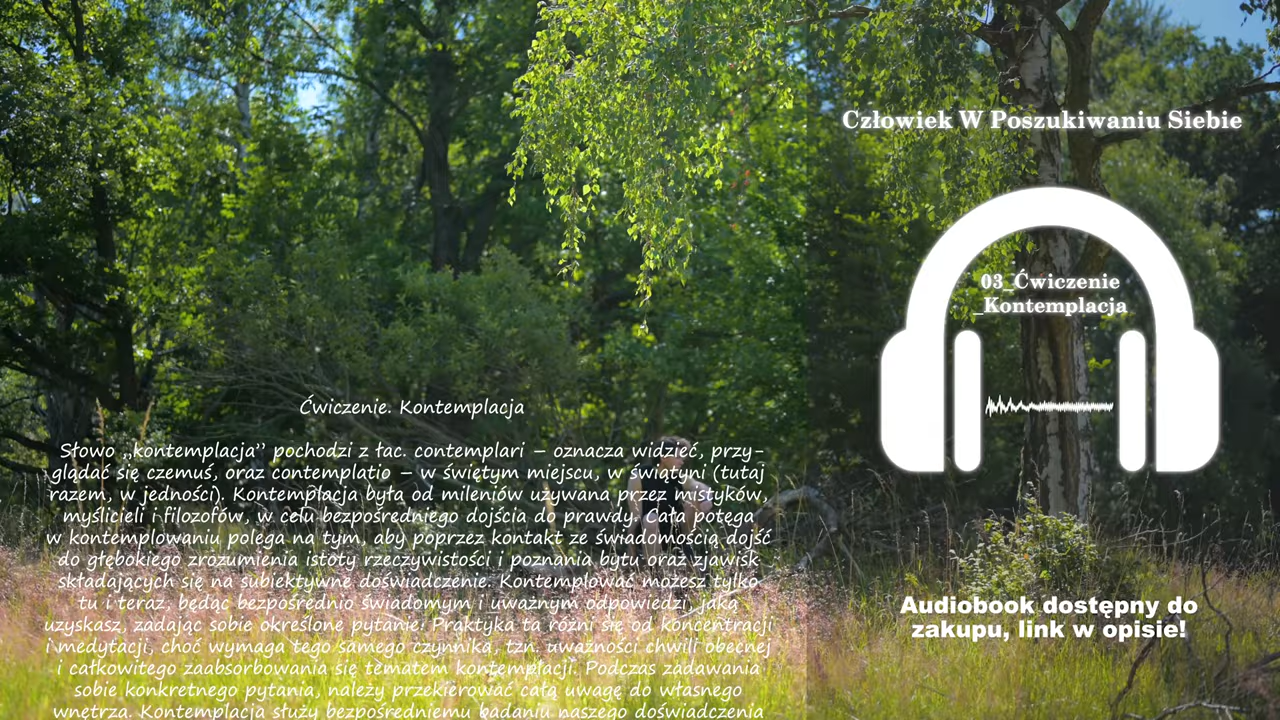 Człowiek W Poszukiwaniu Siebie
03_Ćwiczenie
_Kontemplacja
Audiobook dostępny do
zakupu, link w opisie!
Ćwiczenie. Kontemplacja
Słowo „kontemplacja” pochodzi z łac. contemplari – oznacza widzieć, przy-
glądać się czemuś, oraz contemplatio – w świętym miejscu, w świątyni (tutaj
razem, w jedności). Kontemplacja była od mileniów używana przez mistyków,
myślicieli i filozofów, w celu bezpośredniego dojścia do prawdy. Cała potęga
w kontemplowaniu polega na tym, aby poprzez kontakt ze świadomością dojść
do głębokiego zrozumienia istoty rzeczywistości i poznania bytu oraz zjawisk
składających się na subiektywne doświadczenie. Kontemplować możesz tylko
tu i teraz, będąc bezpośrednio świadomym i uważnym odpowiedzi, jaką
uzyskasz, zadając sobie określone pytanie. Praktyka ta różni się od koncentracji
i medytacji, choć wymaga tego samego czynnika, tzn. uważności chwili obecnej
i całkowitego zaabsorbowania się tematem kontemplacji. Podczas zadawania
sobie konkretnego pytania, należy przekierować całą uwagę do własnego
wnętrza. Kontemplacja służy bezpośredniemu badaniu naszego doświadczenia